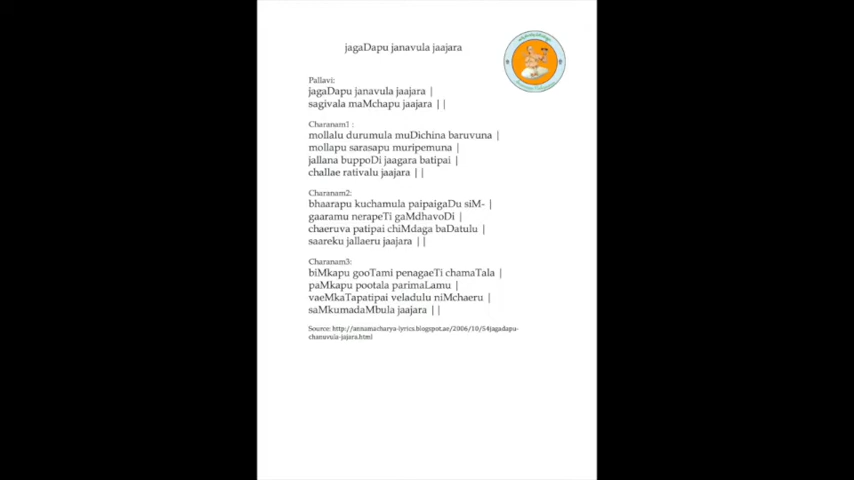 jagaDapu janavula jaajara
Pallavi:
jagaDapu janavula jaajara |
sagivala maMchapu jaajara ||
Charanam1 :
mollalu durumula muDichina baruvuna |
mollapu sarasapu muripemuna |
jallana buppoDi jaagara batipai |
challae rativalu jaajara ||
Charanam2:
bhaarapu kuchamula paipaigaDu siM- |
gaaramu nerapeTi gaMdhavoDi |
chaeruva patipai chiMdaga baDatulu |
saareku jallaeru jaajara ||
Charanam3:
biMkapu gooTami penagaeTi chamaTala |
paMkapu pootala parimaLamu |
vaeMkaTapatipai veladulu niMchaeru |
saMkumadaMbula jaajara ||
Source: http://annamacharya-lyrics.blogspot.ae/2006/10/54jagadapu-
chanuvula-jajara.html